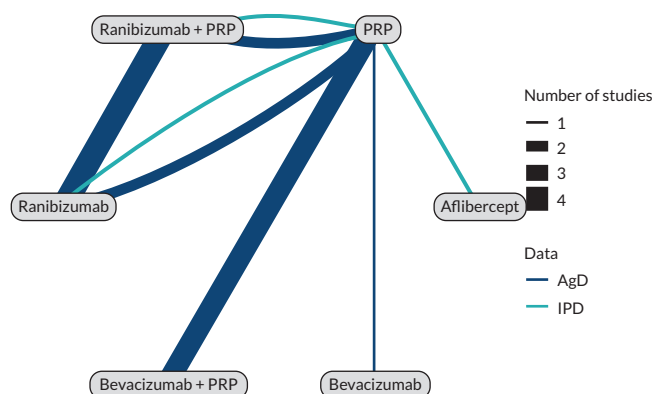 Ranibizumab + PRP
PRP
Ranibizumab
Aflibercept
Bevacizumab + PRP
Bevacizumab
Number of studies
1
2
3
4
Data
AgD
IPD